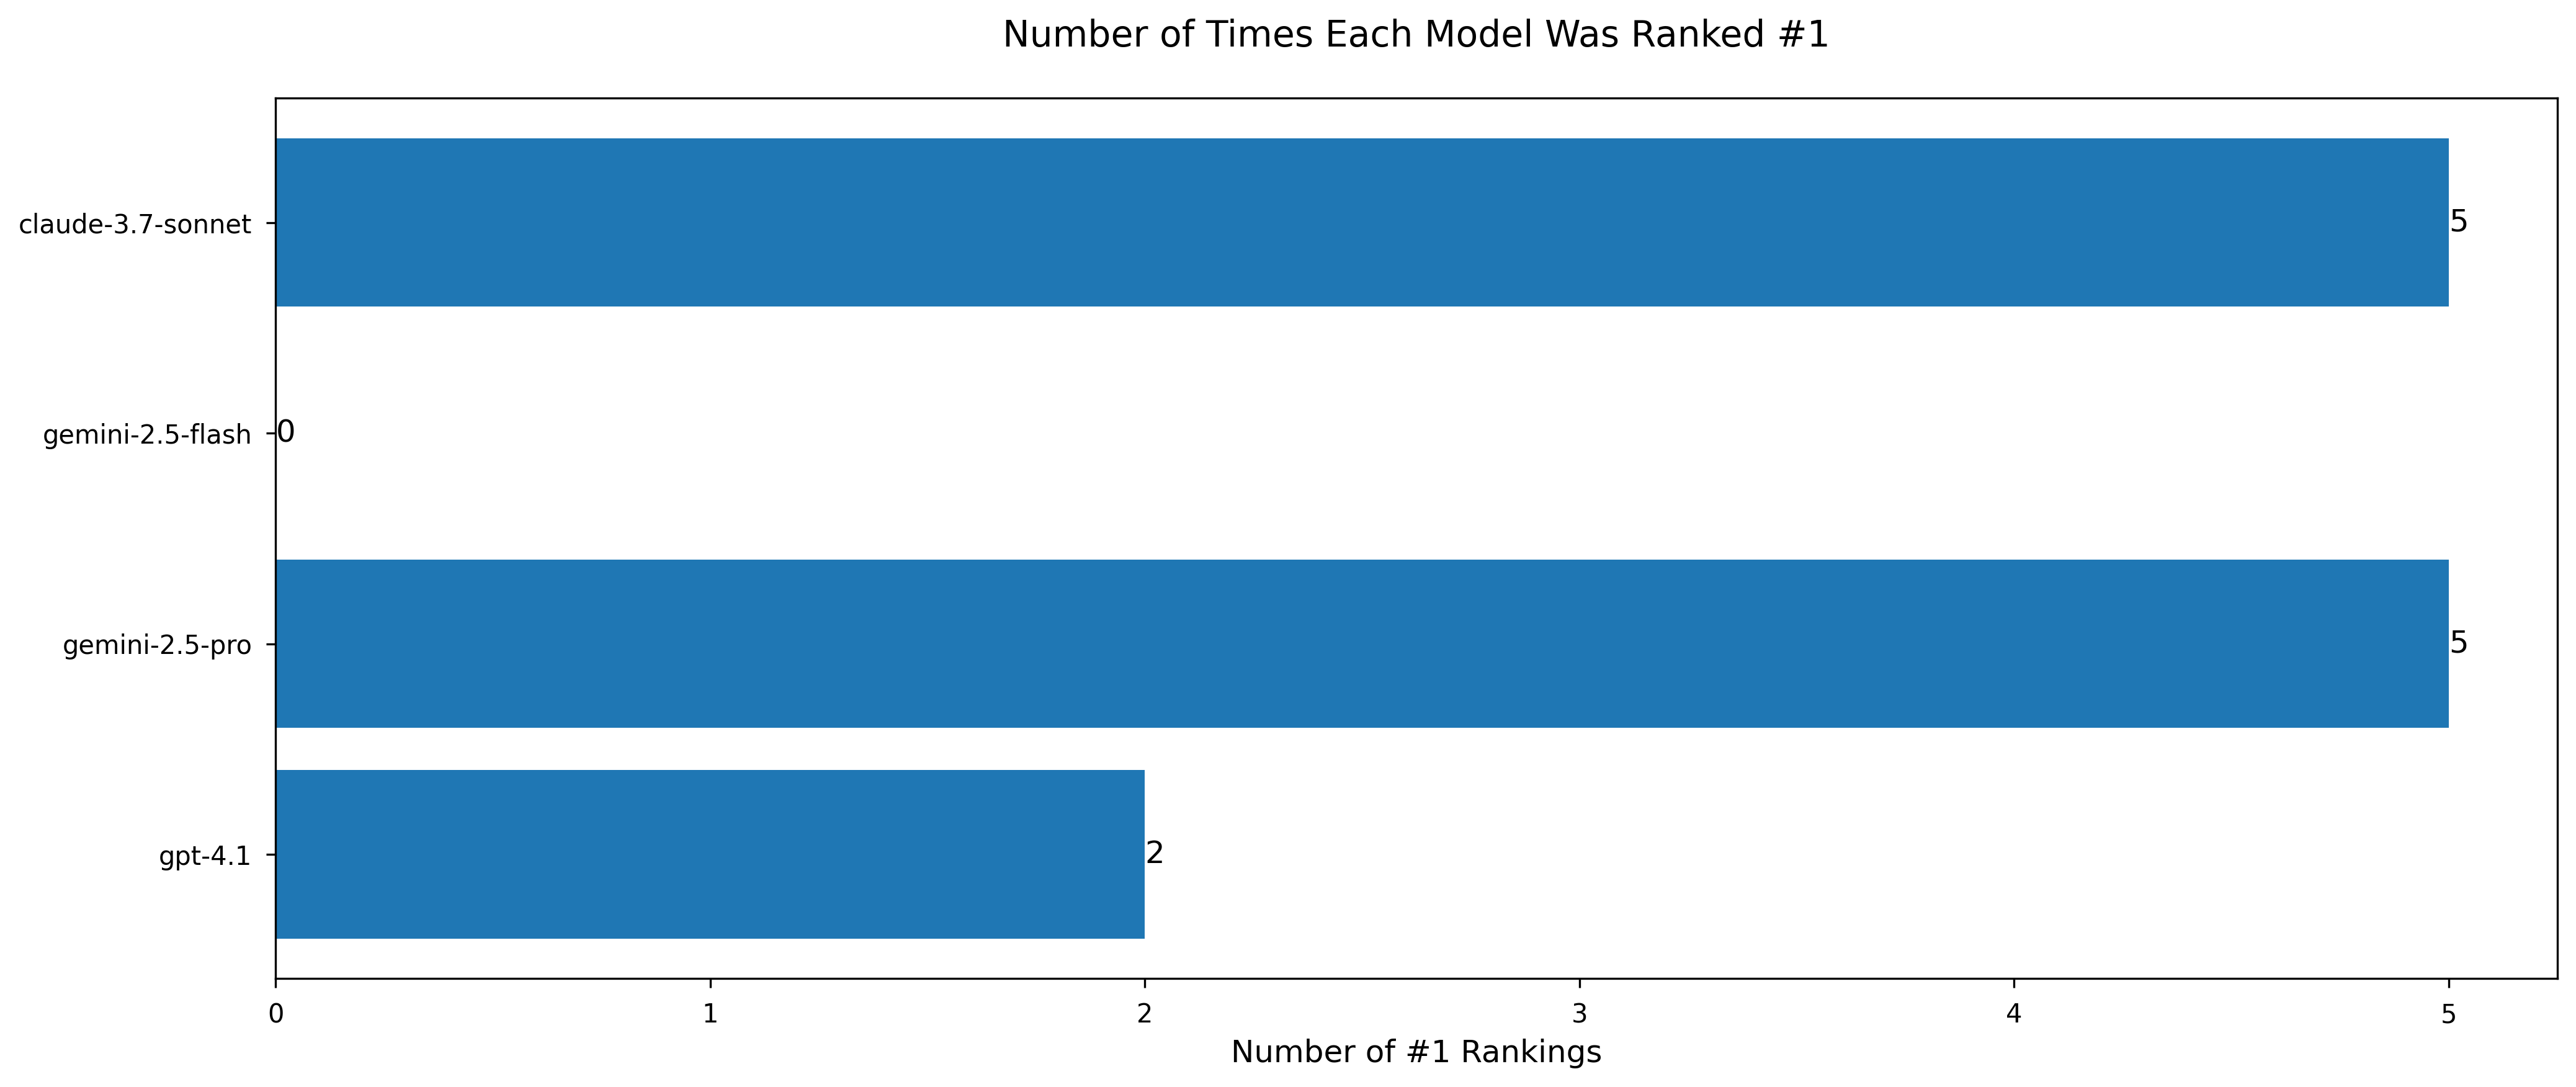 Number of Times Each Model Was Ranked #1
claude-3.7-sonnet
5
gemini-2.5-flash
0
gemini-2.5-pro
5
gpt-4.1
2
0 1 2 3 4 5
Number of #1 Rankings